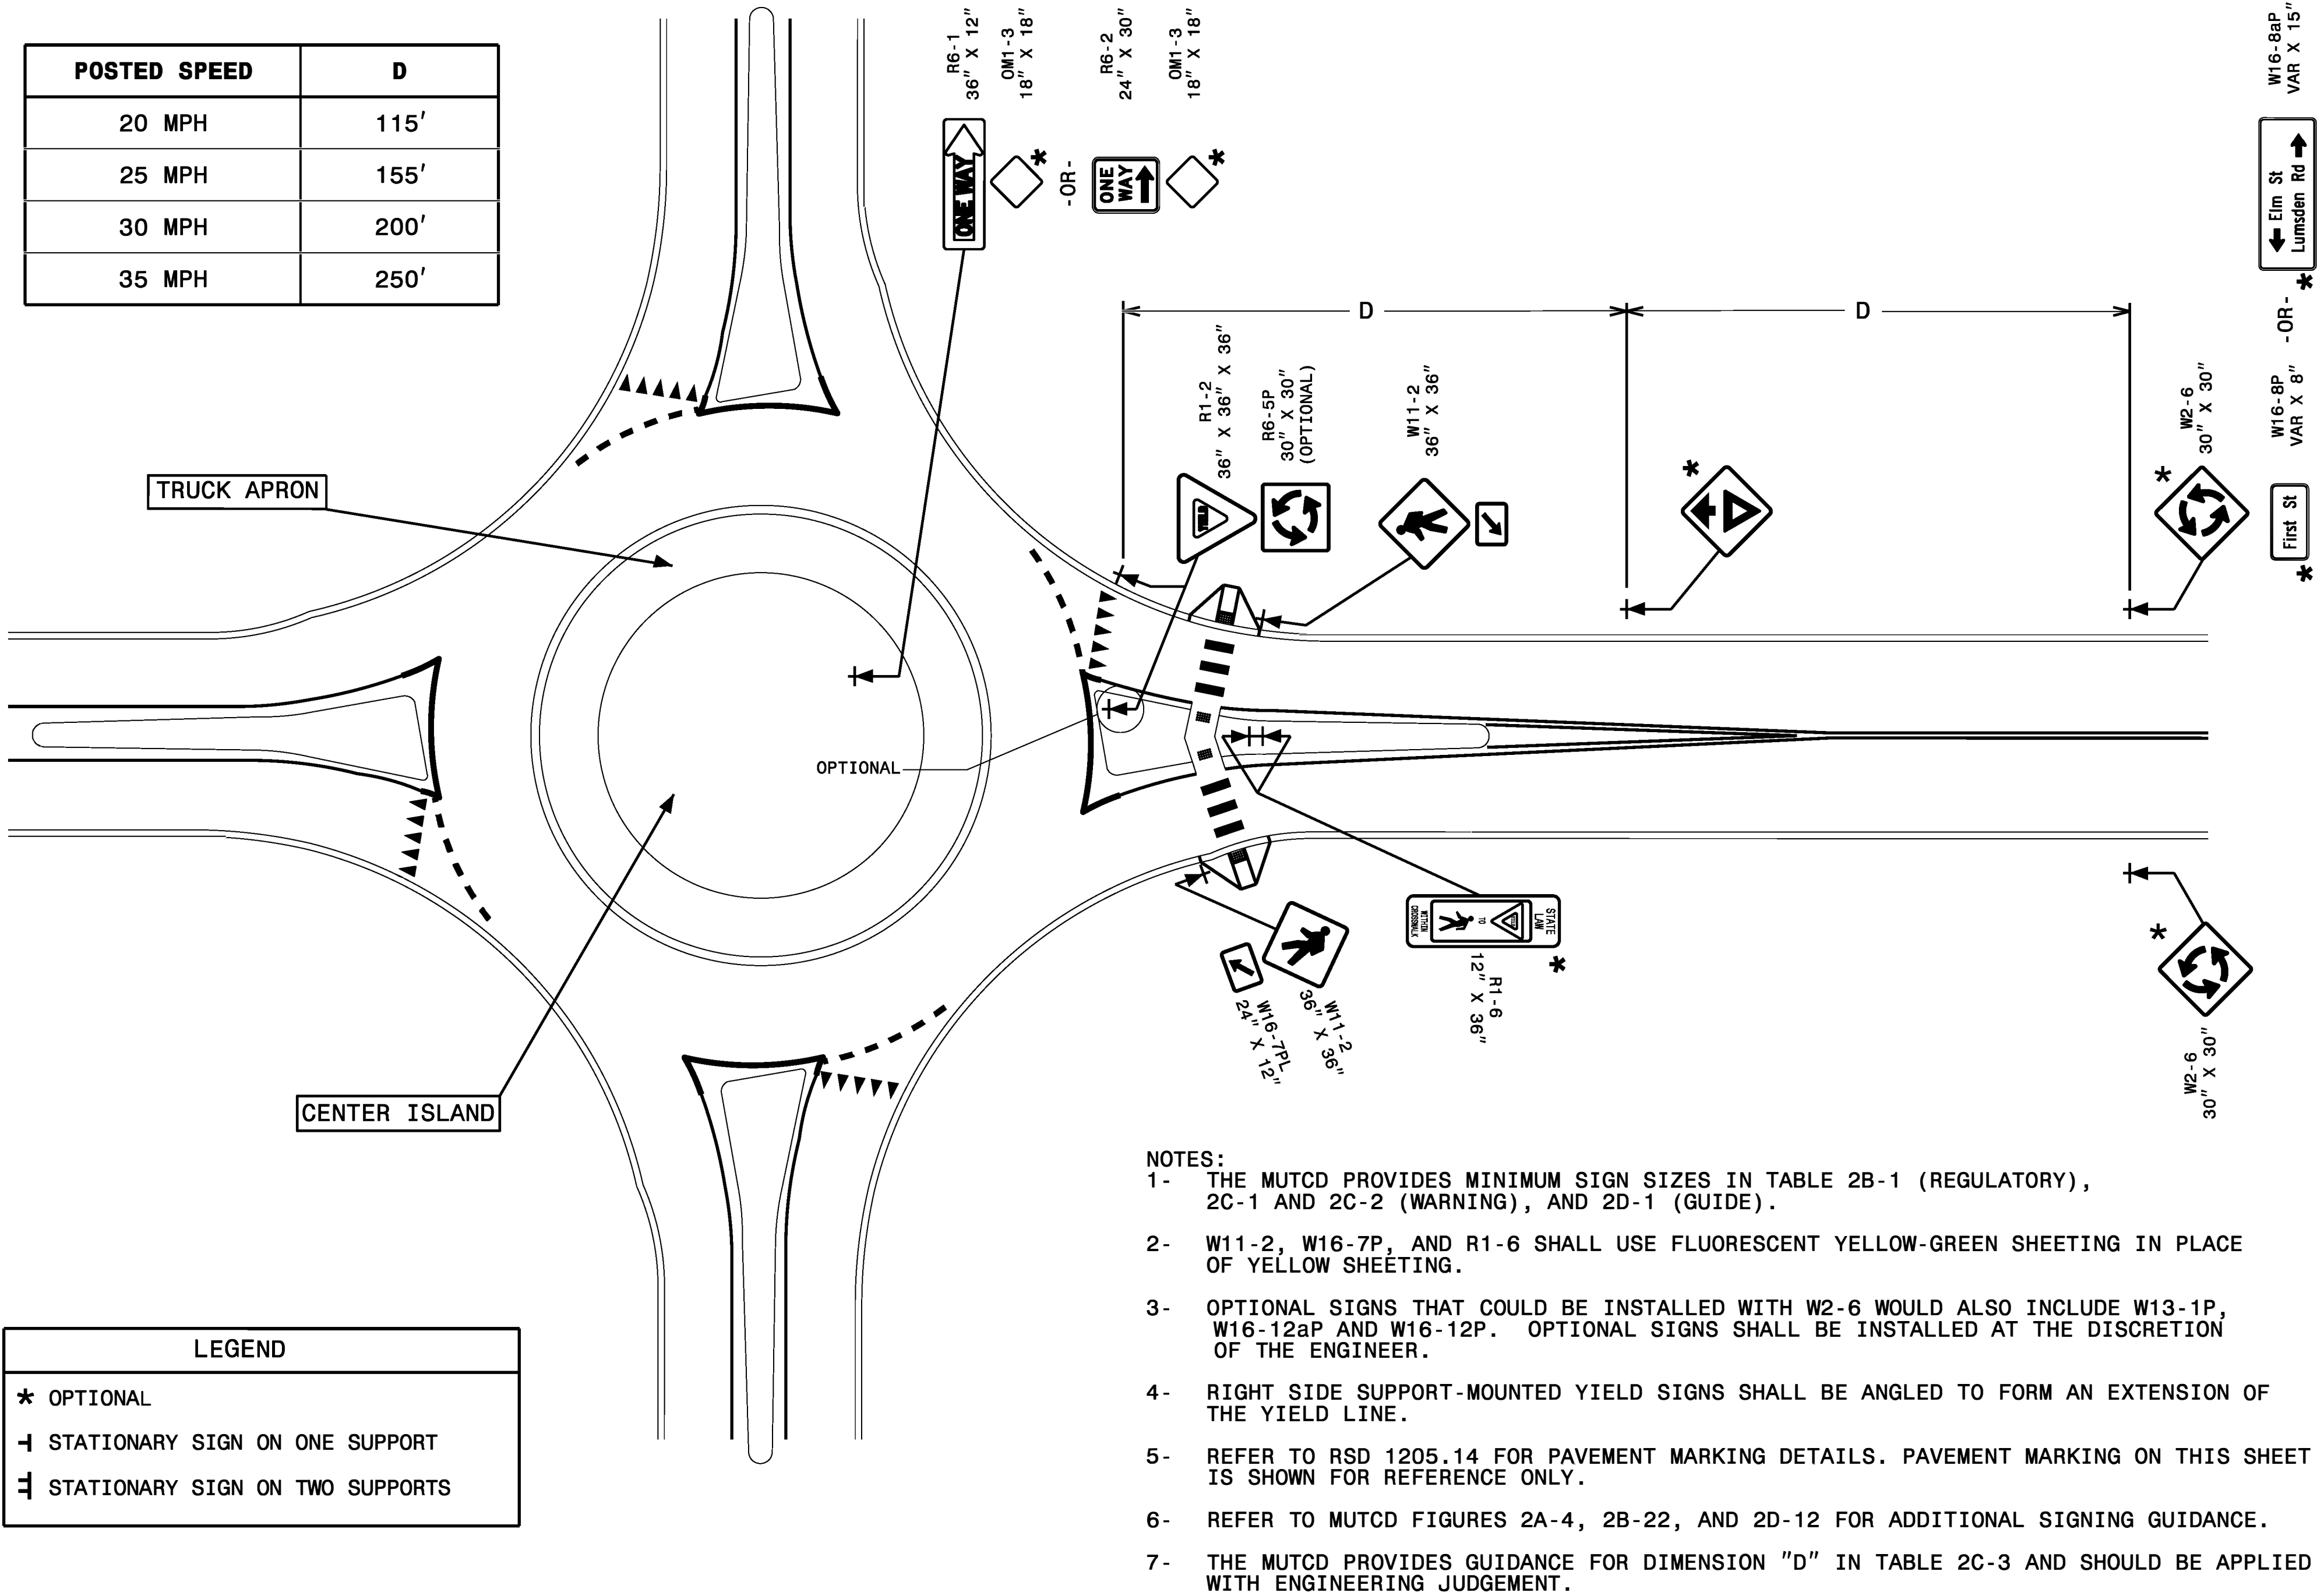 POSTED SPEED D
20 MPH 115'
25 MPH 155'
30 MPH 200'
35 MPH 250'
R6-1
36" X 12"
OM1-3
18" X 18"
R6-2
24" X 30"
OM1-3
18" X 18"
ONE WAY
*
-OR-
ONE
WAY
*
W16-8aP
VAR X 15"
Elm St
Lumsden Rd
*
-OR-
W16-8P
VAR X 8"
First St
*
D
D
R1-2
36" X 36" X 36"
R6-5P
30" X 30"
(OPTIONAL)
YIELD
W11-2
36" X 36"
*
W2-6
30" X 30"
*
TRUCK APRON
OPTIONAL
CENTER ISLAND
STATE
LAW
YIELD
TO
WITHIN
CROSSWALK
*
R1-6
12" X 36"
W11-2
36" X 36"
W16-7PL
24" X 12"
*
W2-6
30" X 30"
NOTES:
1- THE MUTCD PROVIDES MINIMUM SIGN SIZES IN TABLE 2B-1 (REGULATORY),
2C-1 AND 2C-2 (WARNING), AND 2D-1 (GUIDE).
2- W11-2, W16-7P, AND R1-6 SHALL USE FLUORESCENT YELLOW-GREEN SHEETING IN PLACE
OF YELLOW SHEETING.
3- OPTIONAL SIGNS THAT COULD BE INSTALLED WITH W2-6 WOULD ALSO INCLUDE W13-1P,
W16-12aP AND W16-12P. OPTIONAL SIGNS SHALL BE INSTALLED AT THE DISCRETION
OF THE ENGINEER.
4- RIGHT SIDE SUPPORT-MOUNTED YIELD SIGNS SHALL BE ANGLED TO FORM AN EXTENSION OF
THE YIELD LINE.
5- REFER TO RSD 1205.14 FOR PAVEMENT MARKING DETAILS. PAVEMENT MARKING ON THIS SHEET
IS SHOWN FOR REFERENCE ONLY.
6- REFER TO MUTCD FIGURES 2A-4, 2B-22, AND 2D-12 FOR ADDITIONAL SIGNING GUIDANCE.
7- THE MUTCD PROVIDES GUIDANCE FOR DIMENSION "D" IN TABLE 2C-3 AND SHOULD BE APPLIED
WITH ENGINEERING JUDGEMENT.
LEGEND
* OPTIONAL
STATIONARY SIGN ON ONE SUPPORT
STATIONARY SIGN ON TWO SUPPORTS